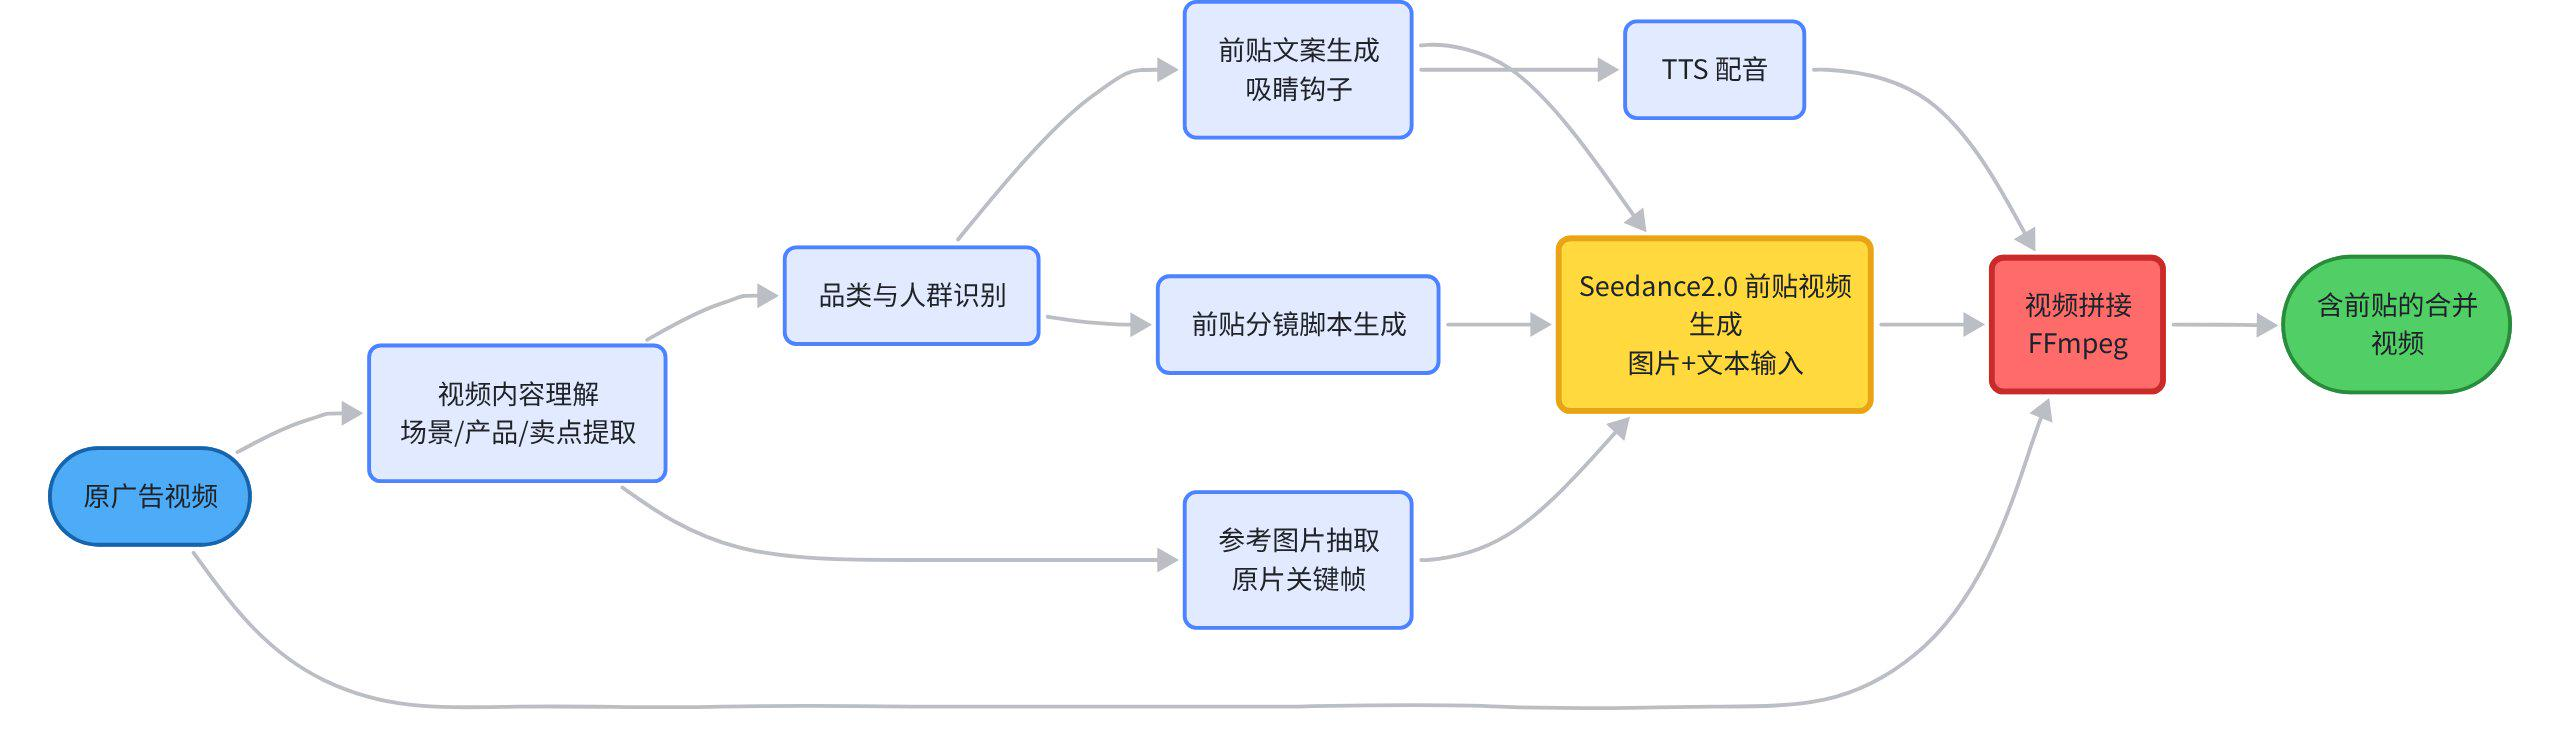 前贴文案生成
吸睛钩子
TTS 配音
品类与人群识别
前贴分镜脚本生成
Seedance2.0 前贴视频
生成
图片+文本输入
视频拼接
FFmpeg
含前贴的合并
视频
视频内容理解
场景/产品/卖点提取
原广告视频
参考图片抽取
原片关键帧